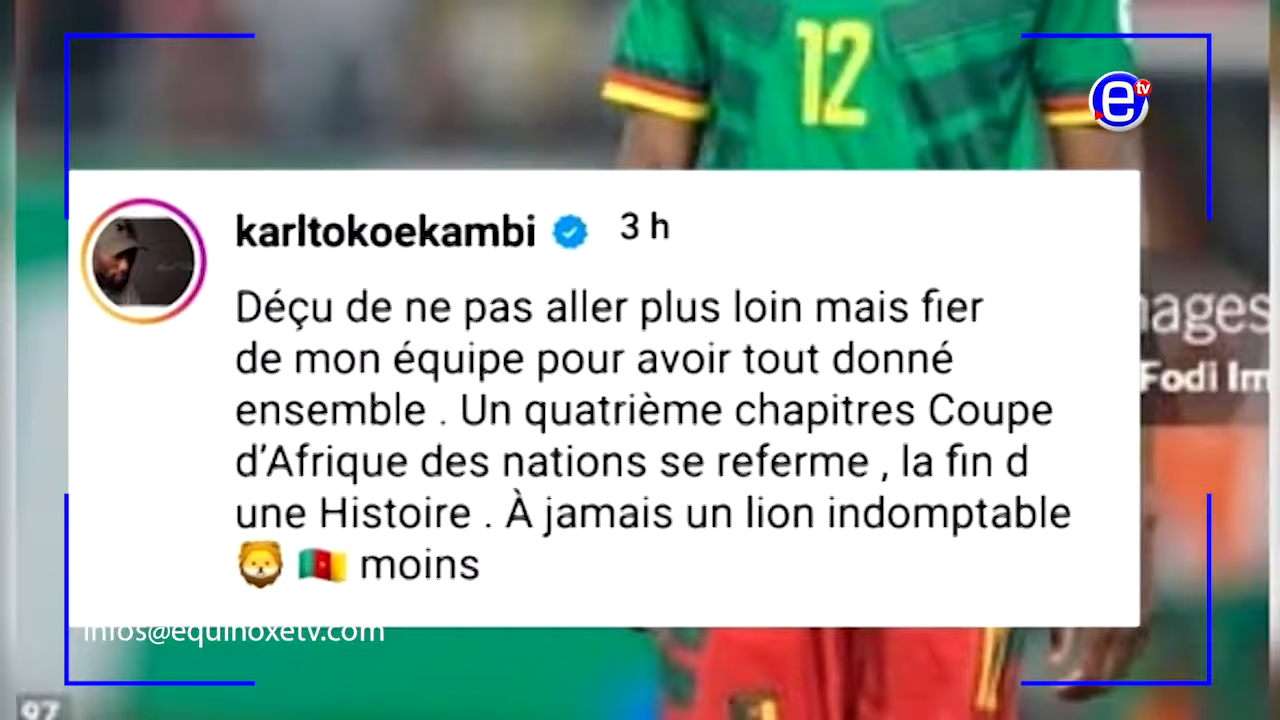 12
e tv
karltokoekambi 3 h
Déçu de ne pas aller plus loin mais fier
de mon équipe pour avoir tout donné
ensemble . Un quatrième chapitres Coupe
d'Afrique des nations se referme , la fin d
une Histoire . À jamais un lion indomptable
🦁 🇨🇲 moins
ages
Fodi Im
infos@equinoxetv.com
97